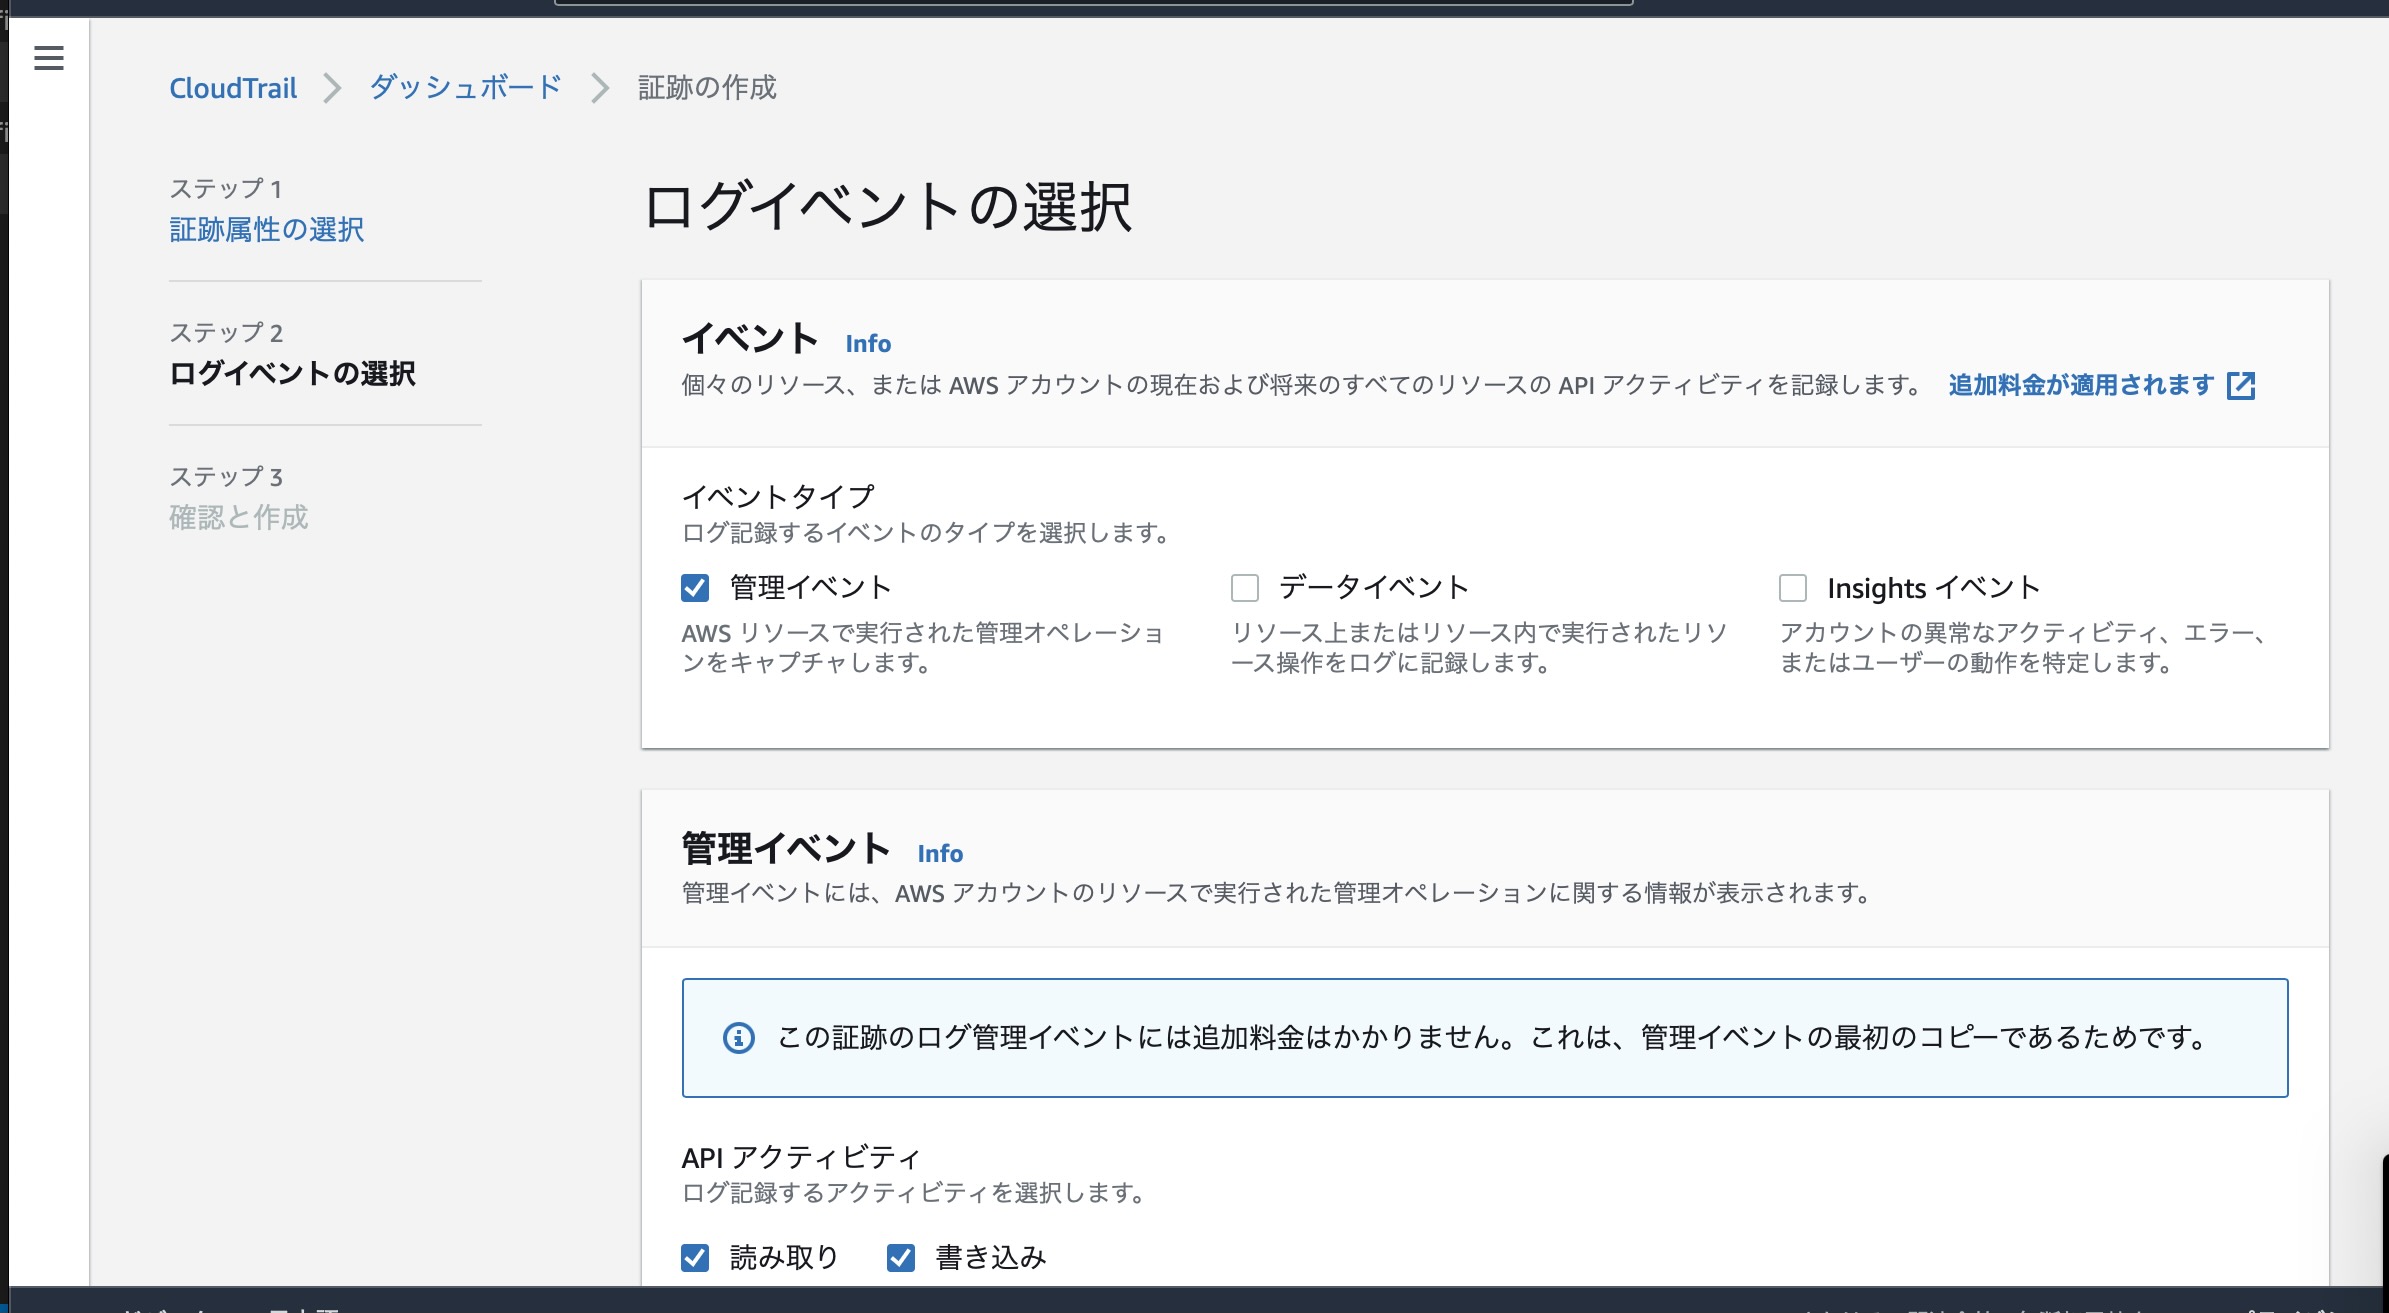 CloudTrail > ダッシュボード > 証跡の作成
ステップ 1
証跡属性の選択
ステップ 2
ログイベントの選択
ステップ 3
確認と作成
ログイベントの選択
イベント Info
個々のリソース、または AWS アカウントの現在および将来のすべてのリソースの API アクティビティを記録します。 追加料金が適用されます
イベントタイプ
ログ記録するイベントのタイプを選択します。
管理イベント
AWS リソースで実行された管理オペレーショ
ンをキャプチャします。
データイベント
リソース上またはリソース内で実行されたリソ
ース操作をログに記録します。
Insights イベント
アカウントの異常なアクティビティ、エラー、
またはユーザーの動作を特定します。
管理イベント Info
管理イベントには、AWS アカウントのリソースで実行された管理オペレーションに関する情報が表示されます。
この証跡のログ管理イベントには追加料金はかかりません。これは、管理イベントの最初のコピーであるためです。
API アクティビティ
ログ記録するアクティビティを選択します。
読み取り 書き込み